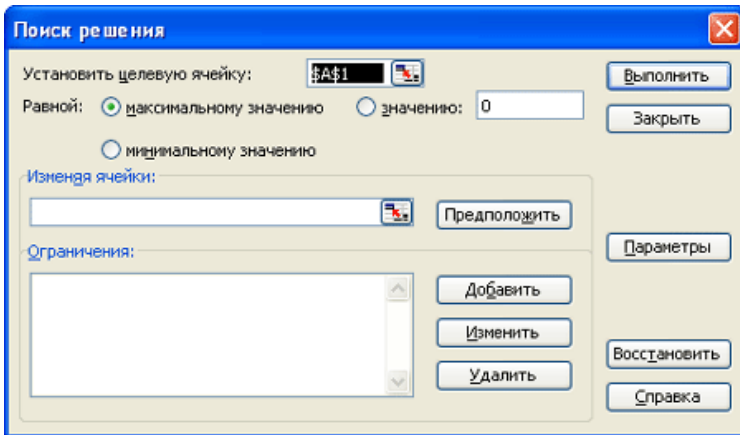 Поиск решения
Установить целевую ячейку: $A$1
Выполнить
Равной: максимальному значению значению: 0
Закрыть
минимальному значению
Изменяя ячейки:
Предположить
Ограничения:
Параметры
Добавить
Изменить
Восстановить
Удалить
Справка